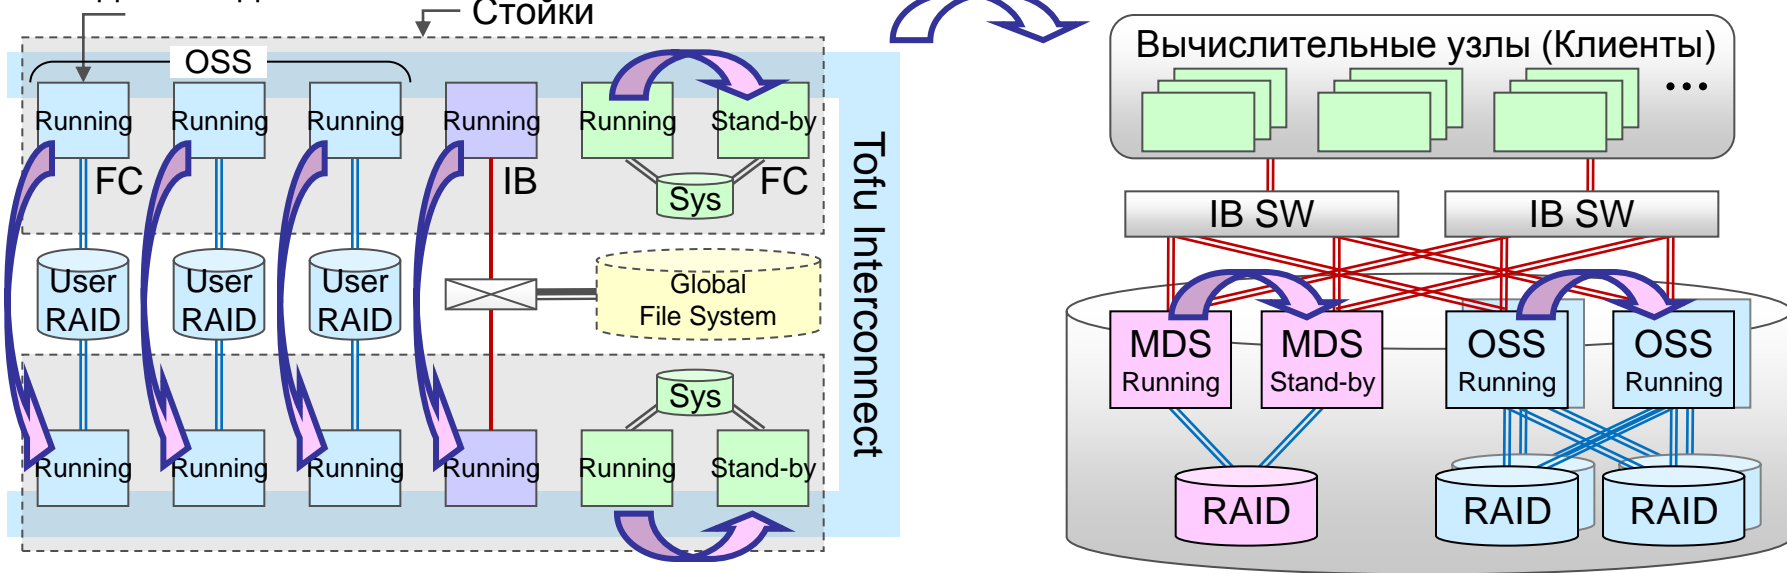 Стойки
OSS
Running
Running
Running
Running
Running
Stand-by
FC
IB
FC
Sys
User
RAID
User
RAID
User
RAID
Global
File System
Sys
Running
Running
Running
Running
Running
Stand-by
Tofu Interconnect
Вычислительные узлы (Клиенты)
...
IB SW
IB SW
MDS
Running
MDS
Stand-by
OSS
Running
OSS
Running
RAID
RAID
RAID